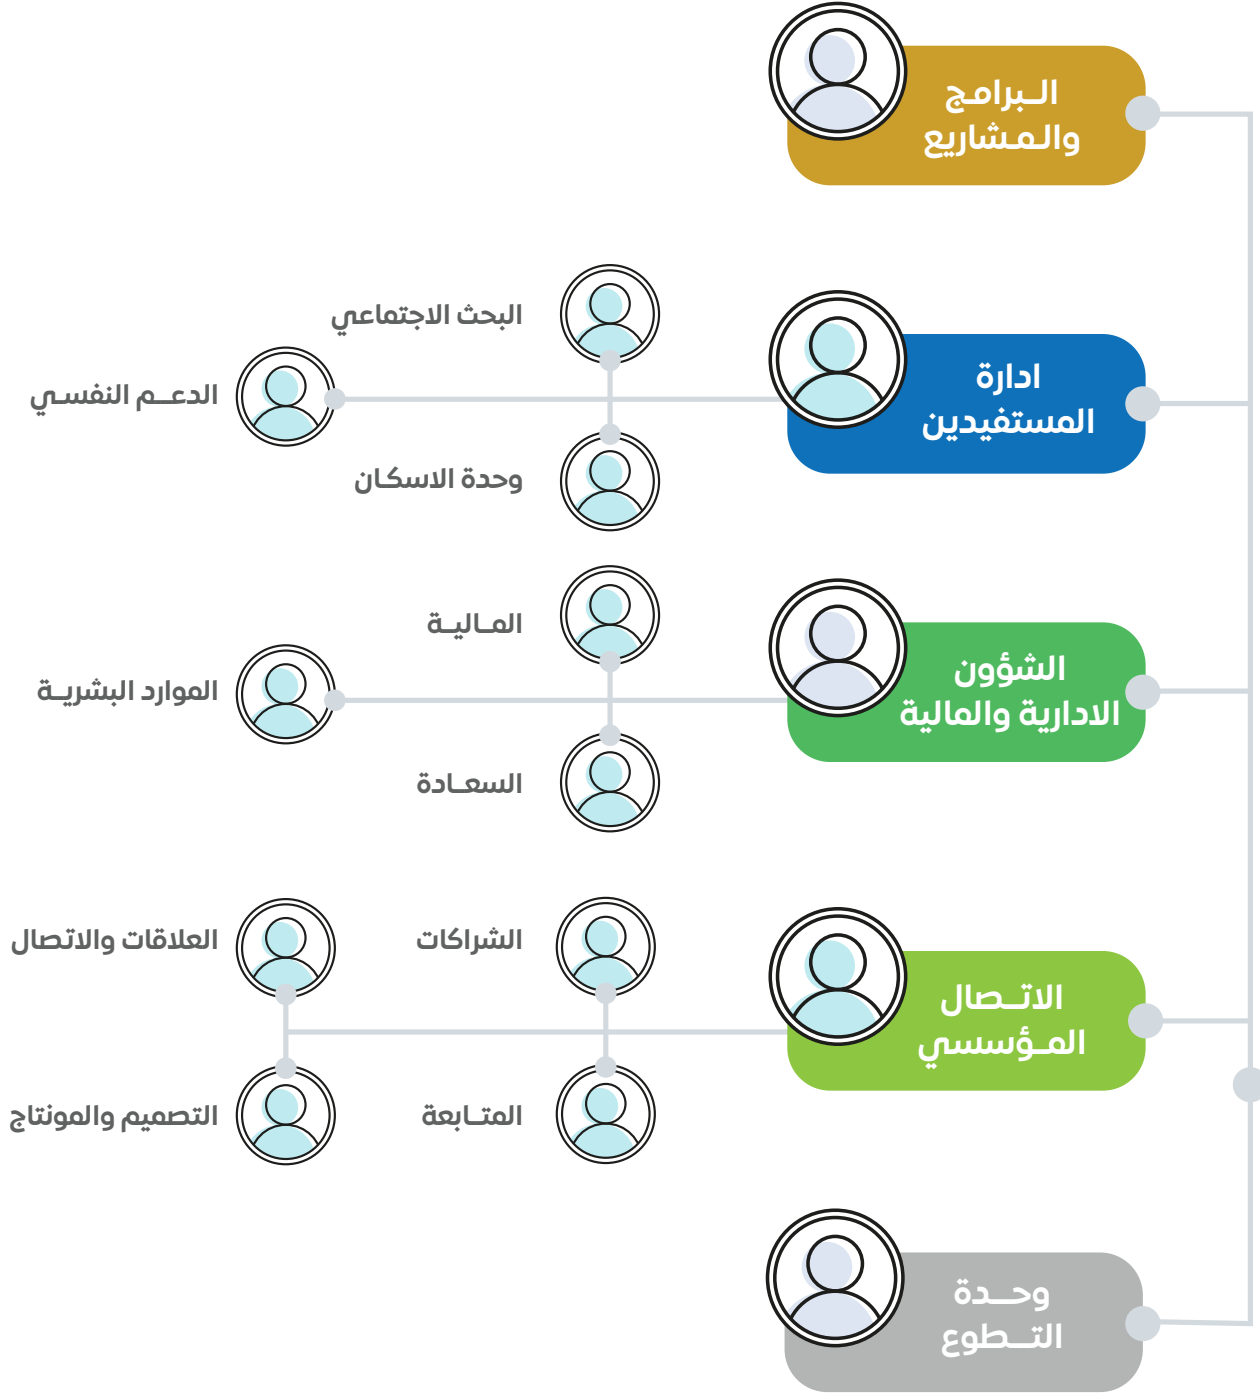 البرامج
والمشاريع
ادارة
المستفيدين
البحث الاجتماعي
الدعم النفسي
وحدة الاسكان
الشؤون
الادارية والمالية
المالية
الموارد البشرية
السعادة
الاتصال
المؤسسي
الشراكات
العلاقات والاتصال
المتابعة
التصميم والمونتاج
وحدة
التطوع